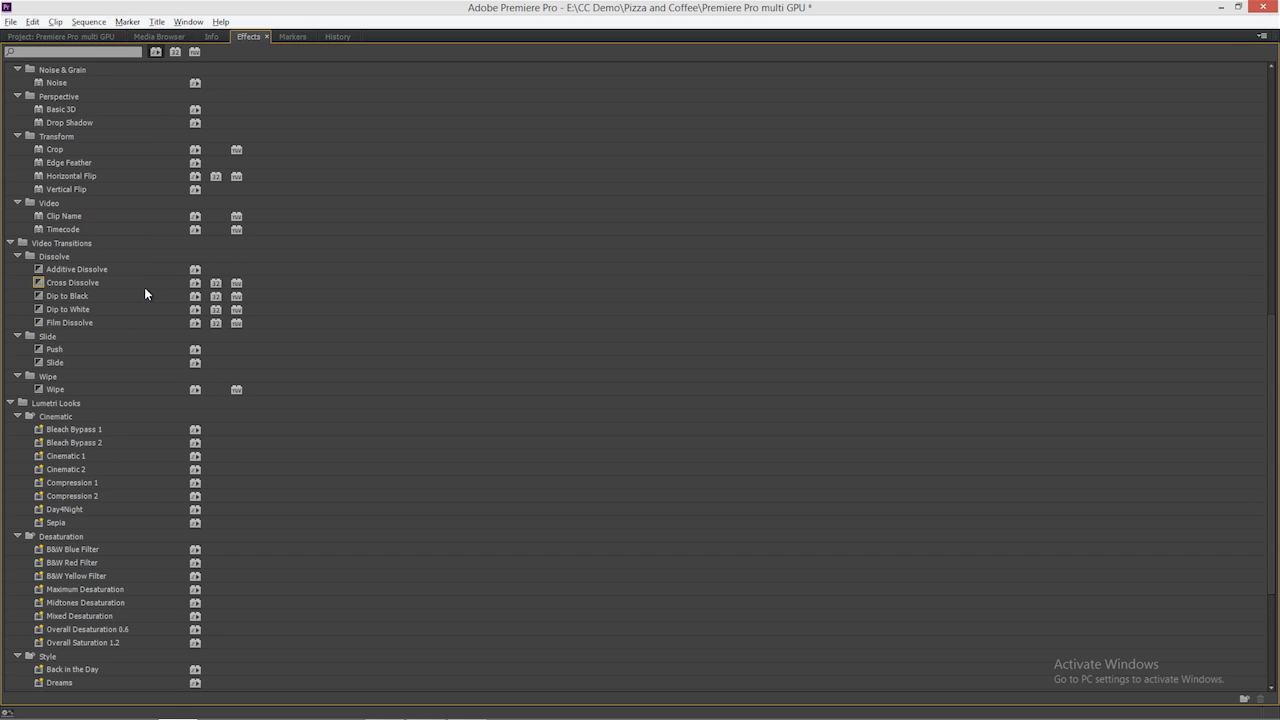 Adobe Premiere Pro - E:\CC Demo\Pizza and Coffee\Premiere Pro multi GPU *
File Edit Clip Sequence Marker Title Window Help
Project: Premiere Pro multi GPU Media Browser Info Effects × Markers History
Noise & Grain
Noise
Perspective
Basic 3D
Drop Shadow
Transform
Crop
Edge Feather
Horizontal Flip 32
Vertical Flip
Video
Clip Name
Timecode
Video Transitions
Dissolve
Additive Dissolve
Cross Dissolve 32
Dip to Black 32
Dip to White 32
Film Dissolve 32
Slide
Push
Slide
Wipe
Wipe
Lumetri Looks
Cinematic
Bleach Bypass 1
Bleach Bypass 2
Cinematic 1
Cinematic 2
Compression 1
Compression 2
Day4Night
Sepia
Desaturation
B&W Blue Filter
B&W Red Filter
B&W Yellow Filter
Maximum Desaturation
Midtones Desaturation
Mixed Desaturation
Overall Desaturation 0.6
Overall Saturation 1.2
Style
Back in the Day
Dreams
Activate Windows
Go to PC settings to activate Windows.